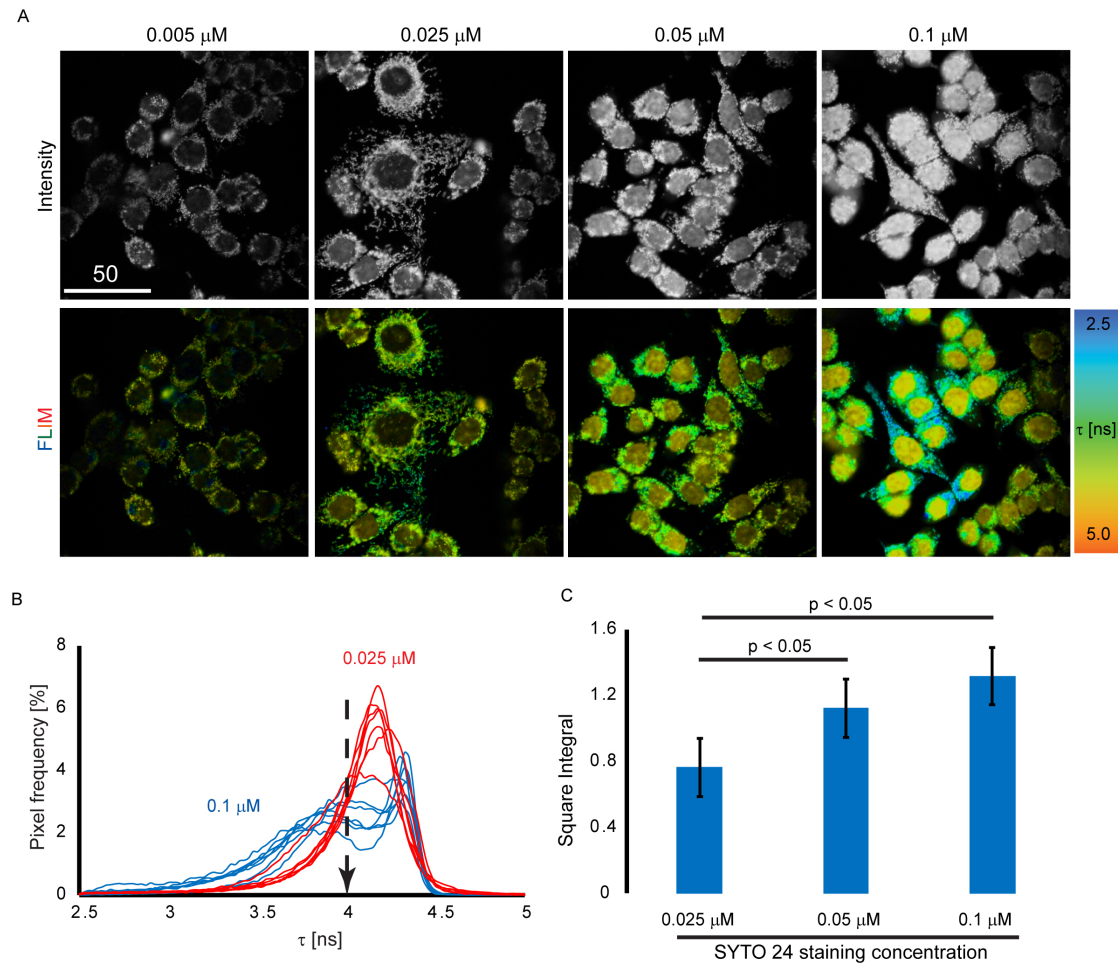 A
0.005 μM 0.025 μM 0.05 μM 0.1 μM
Intensity
50
FLIM
2.5
τ [ns]
5.0
B
Pixel frequency [%]
8
6
4
2
0
0.025 μM
0.1 μM
2.5 3 3.5 4 4.5 5
τ [ns]
C
p < 0.05
p < 0.05
Square Integral
1.6
1.2
0.8
0.4
0
0.025 μM 0.05 μM 0.1 μM
SYTO 24 staining concentration